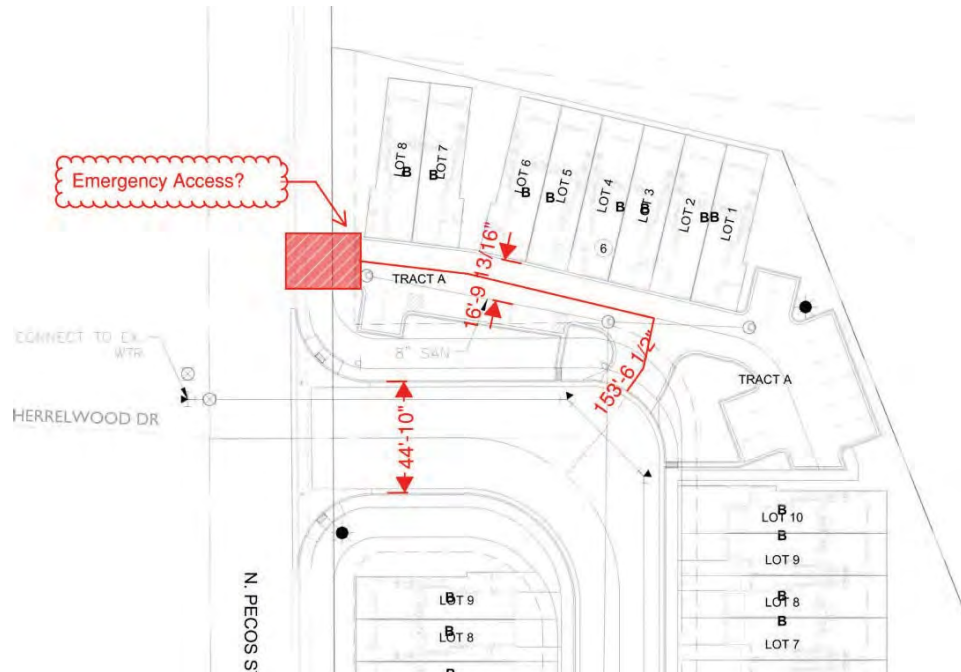 LOT 8
LOT 7
B
B
Emergency Access?
LOT 6
LOT 5
LOT 4
LOT 3
LOT 2
LOT 1
B
B
B
B
BB
6
TRACT A
16'-9 13/16"
8" SAN
153'-6 1/2"
TRACT A
CONNECT TO EX.
WTR
HERRELWOOD DR
44'-10"
N. PECOS S
LOT 10
B
B
LOT 9
LOT 8
B
B
LOT 7
LOT 9
B
LOT 8
B
B